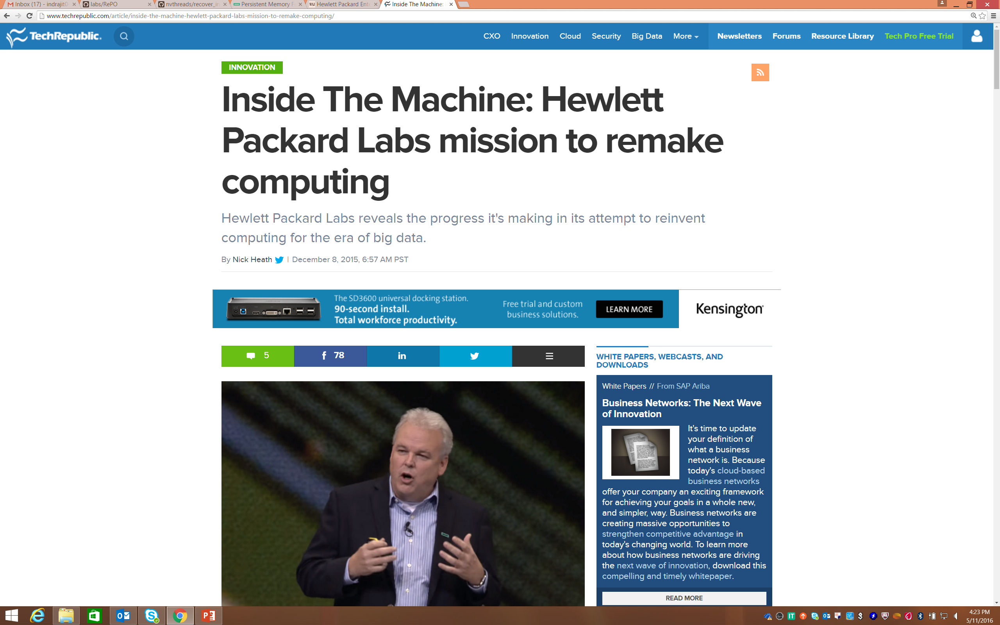 Inbox (17) - indrajit0
labs/RePO
nvthreads/recover_in
Persistent Memory F
WSJ Hewlett Packard Ente
Inside The Machine:
www.techrepublic.com/article/inside-the-machine-hewlett-packard-labs-mission-to-remake-computing/
TechRepublic.
CXO Innovation Cloud Security Big Data More Newsletters Forums Resource Library Tech Pro Free Trial
INNOVATION
Inside The Machine: Hewlett
Packard Labs mission to remake
computing
Hewlett Packard Labs reveals the progress it's making in its attempt to reinvent
computing for the era of big data.
By Nick Heath | December 8, 2015, 6:57 AM PST
The SD3600 universal docking station.
90-second install.
Total workforce productivity.
Free trial and custom
business solutions.
LEARN MORE
Kensington
5
f 78
in
WHITE PAPERS, WEBCASTS, AND
DOWNLOADS
White Papers // From SAP Ariba
Business Networks: The Next Wave
of Innovation
It's time to update
your definition of
what a business
network is. Because
today's cloud-based
business networks
offer your company an exciting framework
for achieving your goals in a whole new,
and simpler, way. Business networks are
creating massive opportunities to
strengthen competitive advantage in
today's changing world. To learn more
about how business networks are driving
the next wave of innovation, download this
compelling and timely whitepaper.
READ MORE
4:23 PM
5/11/2016